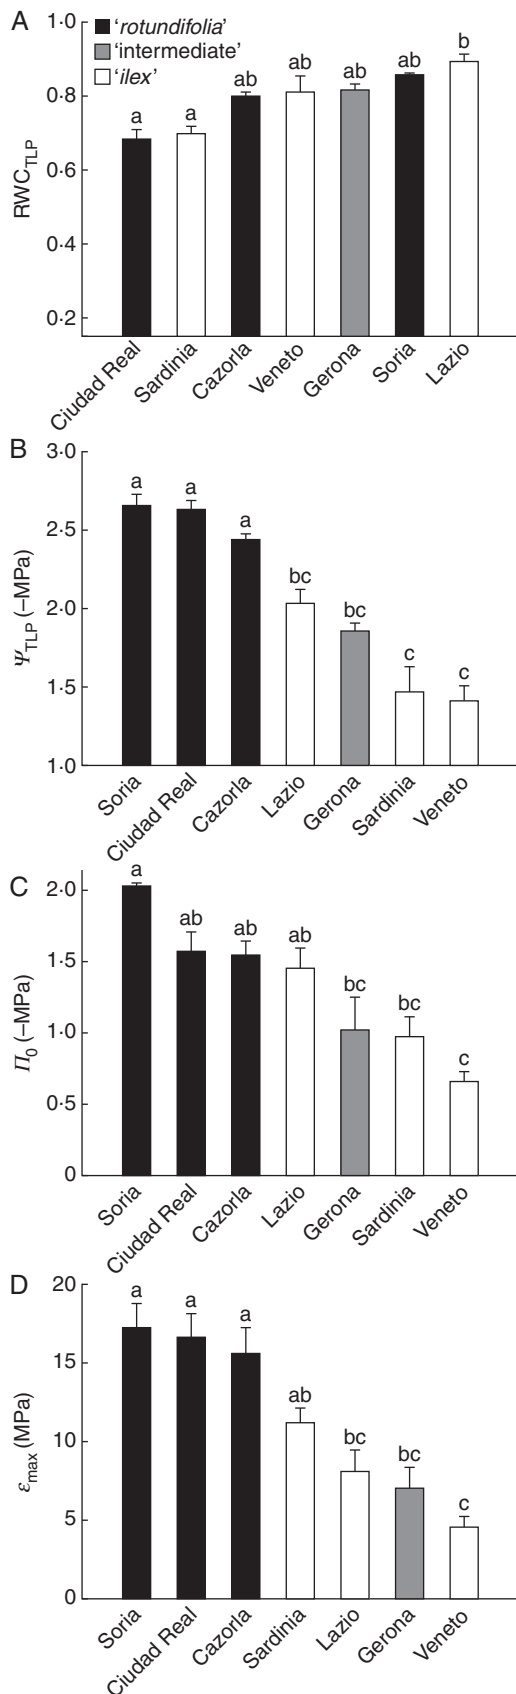 A
'rotundifolia'
'intermediate'
'ilex'
RWC_TLP
1·0
0·8
0·6
0·4
0·2
a
a
ab
ab
ab
ab
b
Ciudad Real
Sardinia
Cazorla
Veneto
Gerona
Soria
Lazio
B
Ψ_TLP (–MPa)
3·0
2·5
2·0
1·5
1·0
a
a
a
bc
bc
c
c
Soria
Ciudad Real
Cazorla
Lazio
Gerona
Sardinia
Veneto
C
Π_0 (–MPa)
2·0
1·5
1·0
0·5
0
a
ab
ab
ab
bc
bc
c
Soria
Ciudad Real
Cazorla
Lazio
Gerona
Sardinia
Veneto
D
ε_max (MPa)
20
15
10
5
0
a
a
a
ab
bc
bc
c
Soria
Ciudad Real
Cazorla
Sardinia
Lazio
Gerona
Veneto